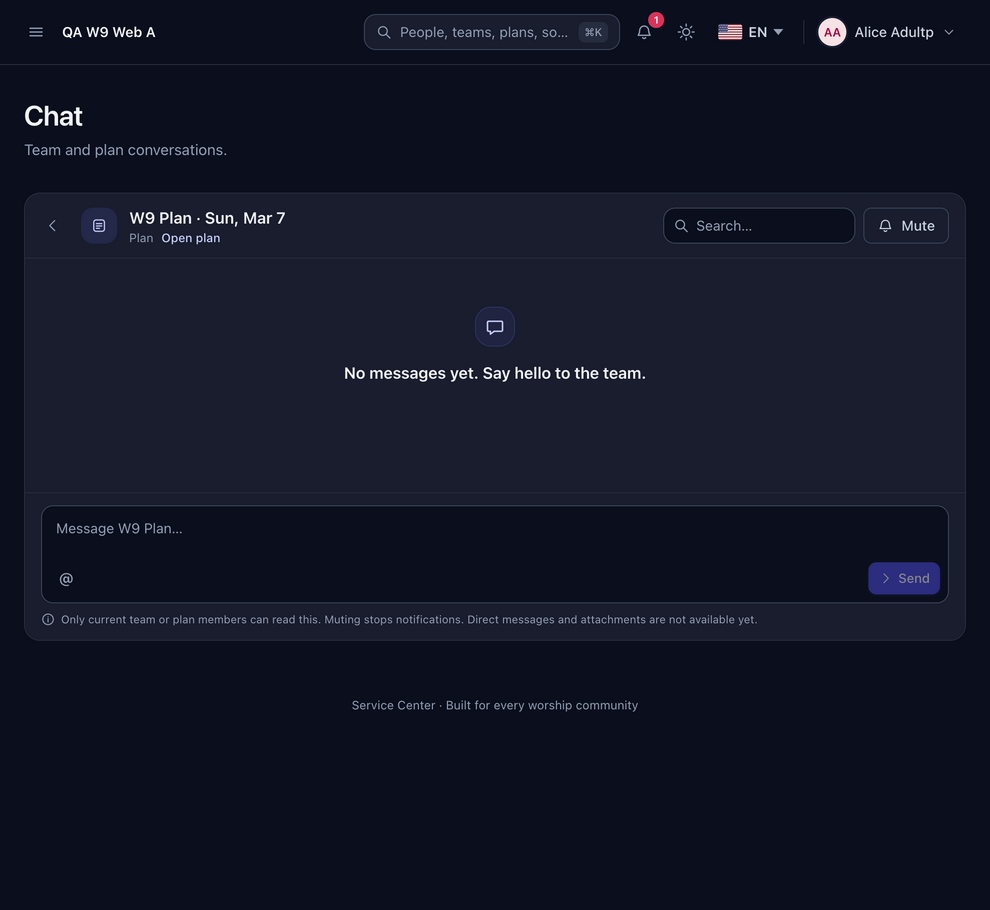 QA W9 Web A
People, teams, plans, so...
⌘K
1
EN
AA
Alice Adultp
Chat
Team and plan conversations.
W9 Plan · Sun, Mar 7
Plan Open plan
Search...
Mute
No messages yet. Say hello to the team.
Message W9 Plan...
@
Send
Only current team or plan members can read this. Muting stops notifications. Direct messages and attachments are not available yet.
Service Center · Built for every worship community